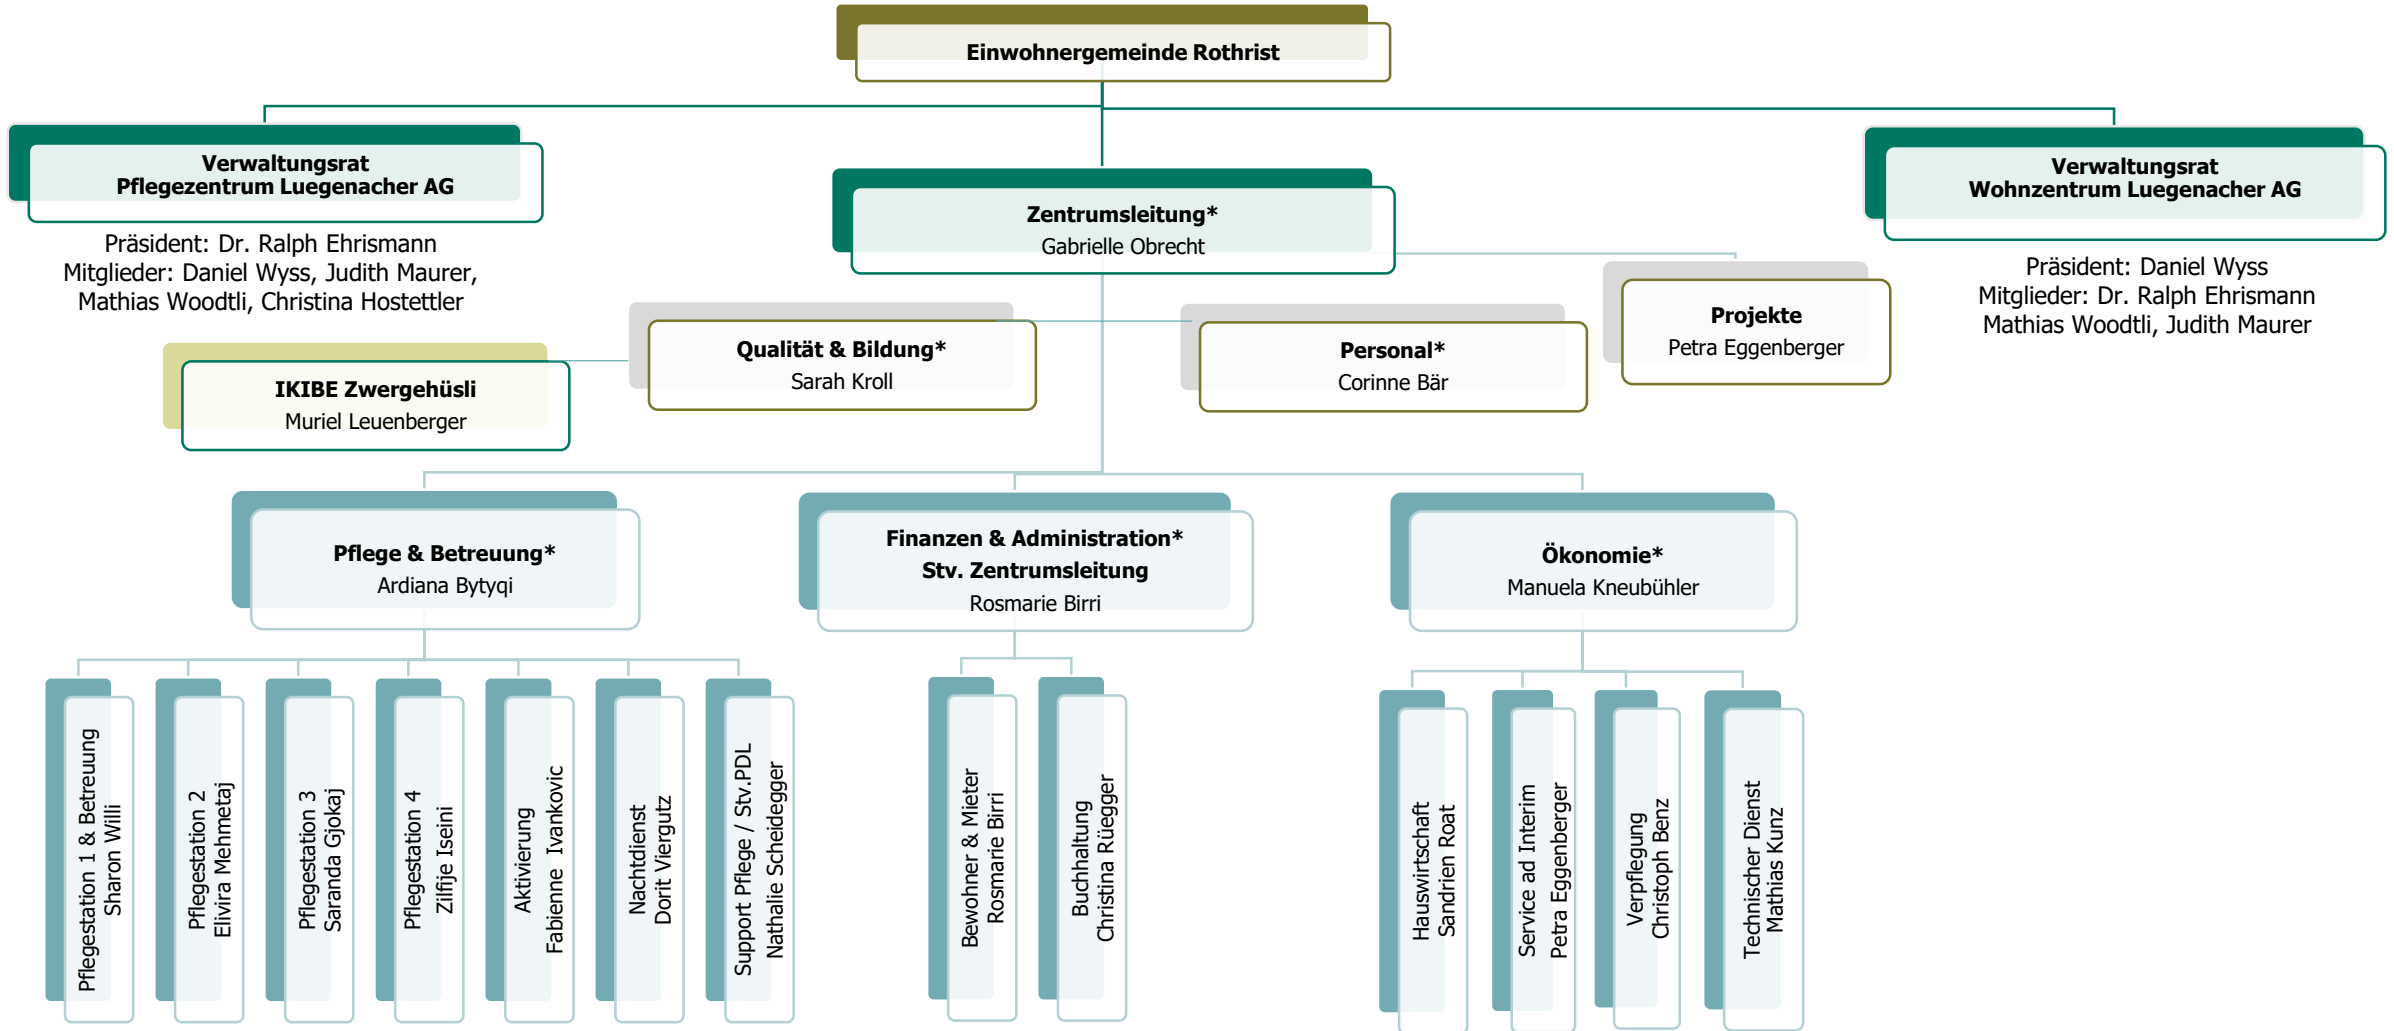 Einwohnergemeinde Rothrist
Verwaltungsrat
Pflegezentrum Luegenacher AG
Präsident: Dr. Ralph Ehrismann
Mitglieder: Daniel Wyss, Judith Maurer,
Mathias Woodtli, Christina Hostettler
Zentrumsleitung*
Gabrielle Obrecht
Verwaltungsrat
Wohnzentrum Luegenacher AG
Präsident: Daniel Wyss
Mitglieder: Dr. Ralph Ehrismann
Mathias Woodtli, Judith Maurer
IKIBE Zwergehüsli
Muriel Leuenberger
Qualität & Bildung*
Sarah Kroll
Personal*
Corinne Bär
Projekte
Petra Eggenberger
Pflege & Betreuung*
Ardiana Bytyqi
Finanzen & Administration*
Stv. Zentrumsleitung
Rosmarie Birri
Ökonomie*
Manuela Kneubühler
Pflegestation 1 & Betreuung
Sharon Willi
Pflegestation 2
Elivira Mehmetaj
Pflegestation 3
Saranda Gjokaj
Pflegestation 4
Zilfije Iseini
Aktivierung
Fabienne Ivankovic
Nachtdienst
Dorit Viergutz
Support Pflege / Stv.PDL
Nathalie Scheidegger
Bewohner & Mieter
Rosmarie Birri
Buchhaltung
Christina Rüegger
Hauswirtschaft
Sandrien Roat
Service ad Interim
Petra Eggenberger
Verpflegung
Christoph Benz
Technischer Dienst
Mathias Kunz